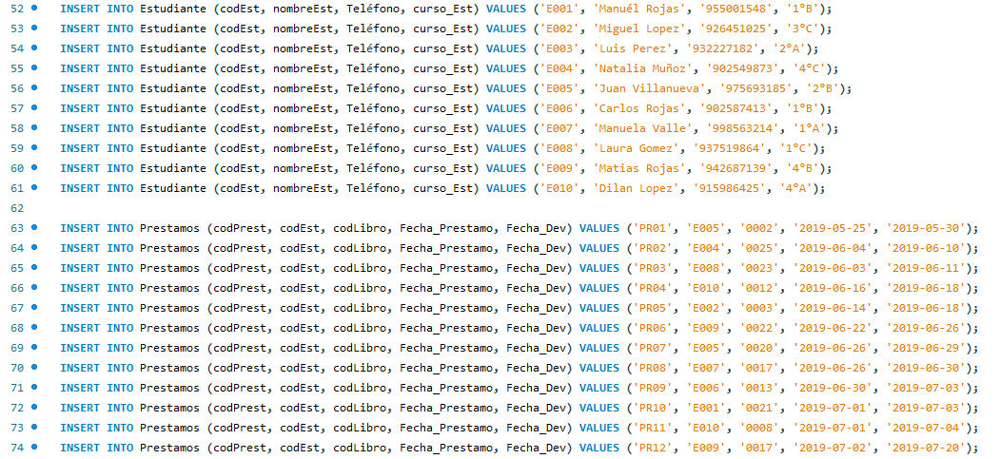 52 INSERT INTO Estudiante (codEst, nombreEst, Teléfono, curso_Est) VALUES ('E001', 'Manuél Rojas', '955001548', '1°B');
53 INSERT INTO Estudiante (codEst, nombreEst, Teléfono, curso_Est) VALUES ('E002', 'Miguel Lopez', '926451025', '3°C');
54 INSERT INTO Estudiante (codEst, nombreEst, Teléfono, curso_Est) VALUES ('E003', 'Luis Perez', '932227182', '2°A');
55 INSERT INTO Estudiante (codEst, nombreEst, Teléfono, curso_Est) VALUES ('E004', 'Natalia Muñoz', '902549873', '4°C');
56 INSERT INTO Estudiante (codEst, nombreEst, Teléfono, curso_Est) VALUES ('E005', 'Juan Villanueva', '975693185', '2°B');
57 INSERT INTO Estudiante (codEst, nombreEst, Teléfono, curso_Est) VALUES ('E006', 'Carlos Rojas', '902587413', '1°B');
58 INSERT INTO Estudiante (codEst, nombreEst, Teléfono, curso_Est) VALUES ('E007', 'Manuela Valle', '998563214', '1°A');
59 INSERT INTO Estudiante (codEst, nombreEst, Teléfono, curso_Est) VALUES ('E008', 'Laura Gomez', '937519864', '1°C');
60 INSERT INTO Estudiante (codEst, nombreEst, Teléfono, curso_Est) VALUES ('E009', 'Matias Rojas', '942687139', '4°B');
61 INSERT INTO Estudiante (codEst, nombreEst, Teléfono, curso_Est) VALUES ('E010', 'Dilan Lopez', '915986425', '4°A');
62
63 INSERT INTO Prestamos (codPrest, codEst, codLibro, Fecha_Prestamo, Fecha_Dev) VALUES ('PR01', 'E005', '0002', '2019-05-25', '2019-05-30');
64 INSERT INTO Prestamos (codPrest, codEst, codLibro, Fecha_Prestamo, Fecha_Dev) VALUES ('PR02', 'E004', '0025', '2019-06-04', '2019-06-10');
65 INSERT INTO Prestamos (codPrest, codEst, codLibro, Fecha_Prestamo, Fecha_Dev) VALUES ('PR03', 'E008', '0023', '2019-06-03', '2019-06-11');
66 INSERT INTO Prestamos (codPrest, codEst, codLibro, Fecha_Prestamo, Fecha_Dev) VALUES ('PR04', 'E010', '0012', '2019-06-16', '2019-06-18');
67 INSERT INTO Prestamos (codPrest, codEst, codLibro, Fecha_Prestamo, Fecha_Dev) VALUES ('PR05', 'E002', '0003', '2019-06-14', '2019-06-18');
68 INSERT INTO Prestamos (codPrest, codEst, codLibro, Fecha_Prestamo, Fecha_Dev) VALUES ('PR06', 'E009', '0022', '2019-06-22', '2019-06-26');
69 INSERT INTO Prestamos (codPrest, codEst, codLibro, Fecha_Prestamo, Fecha_Dev) VALUES ('PR07', 'E005', '0020', '2019-06-26', '2019-06-29');
70 INSERT INTO Prestamos (codPrest, codEst, codLibro, Fecha_Prestamo, Fecha_Dev) VALUES ('PR08', 'E007', '0017', '2019-06-26', '2019-06-30');
71 INSERT INTO Prestamos (codPrest, codEst, codLibro, Fecha_Prestamo, Fecha_Dev) VALUES ('PR09', 'E006', '0013', '2019-06-30', '2019-07-03');
72 INSERT INTO Prestamos (codPrest, codEst, codLibro, Fecha_Prestamo, Fecha_Dev) VALUES ('PR10', 'E001', '0021', '2019-07-01', '2019-07-03');
73 INSERT INTO Prestamos (codPrest, codEst, codLibro, Fecha_Prestamo, Fecha_Dev) VALUES ('PR11', 'E010', '0008', '2019-07-01', '2019-07-04');
74 INSERT INTO Prestamos (codPrest, codEst, codLibro, Fecha_Prestamo, Fecha_Dev) VALUES ('PR12', 'E009', '0017', '2019-07-02', '2019-07-20');